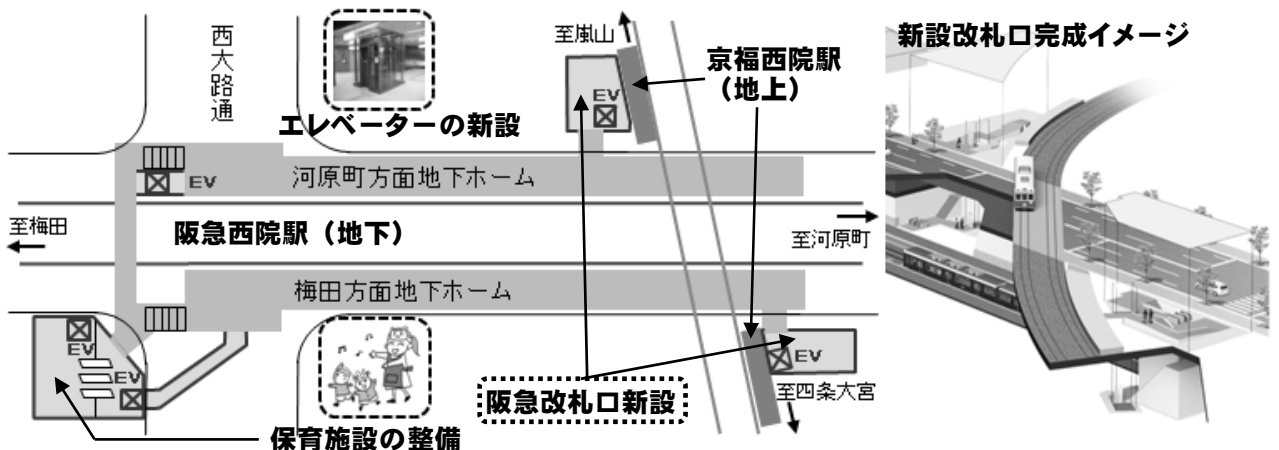 西大路通
至嵐山
新設改札口完成イメージ
京福西院駅
（地上）
EV
エレベーターの新設
EV
河原町方面地下ホーム
至梅田
阪急西院駅（地下）
至河原町
梅田方面地下ホーム
EV
EV
EV
阪急改札口新設
至四条大宮
保育施設の整備